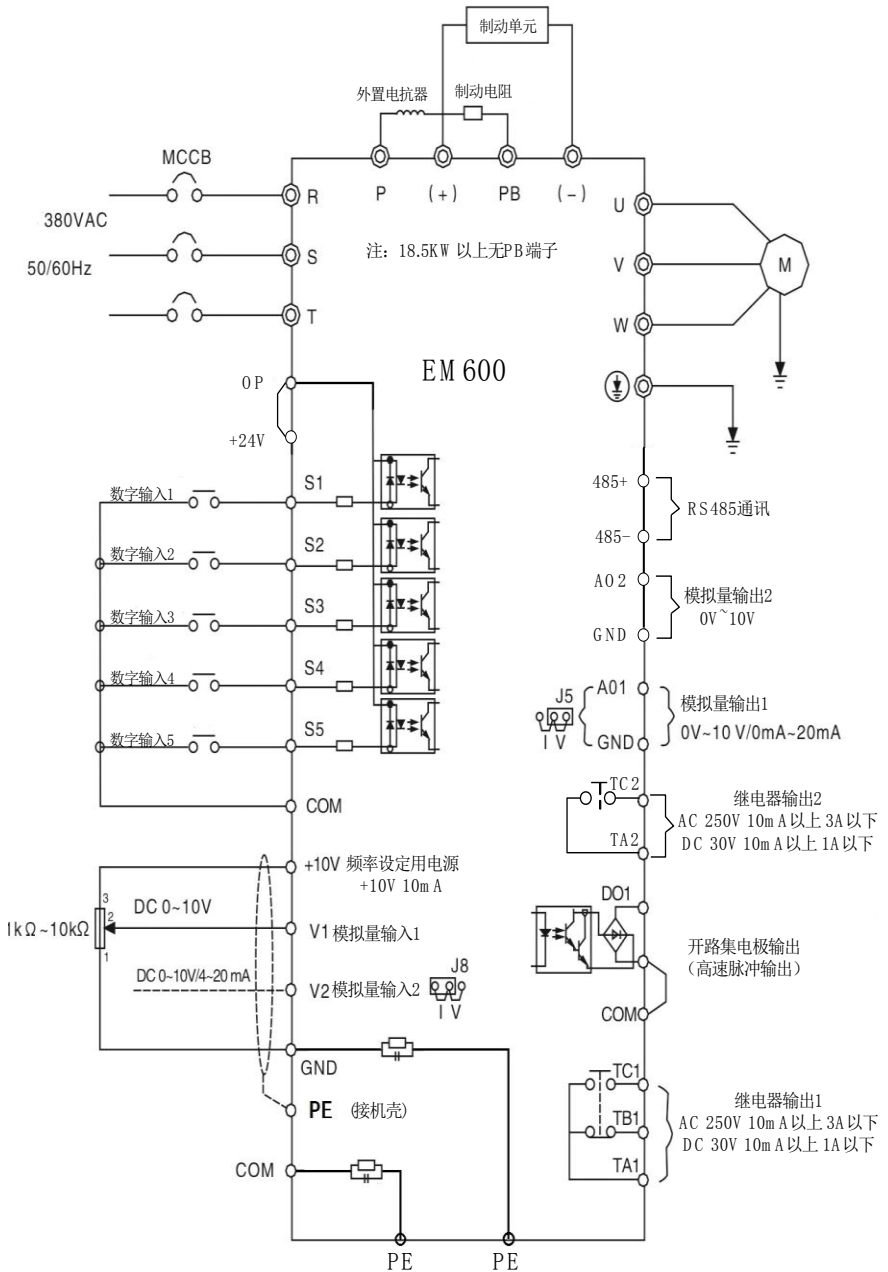 制动单元
外置电抗器
制动电阻
MCCB
P
(+)
PB
(-)
R
380VAC
S
50/60Hz
T
注：18.5KW 以上无PB端子
U
V
M
W
EM600
OP
+24V
数字输入1
S1
数字输入2
S2
数字输入3
S3
数字输入4
S4
数字输入5
S5
COM
485+
RS485通讯
485-
AO2
模拟量输出2
0V~10V
GND
J5
I V
A01
模拟量输出1
0V~10 V/0mA~20mA
GND
TC2
继电器输出2
AC 250V 10mA以上 3A以下
DC 30V 10mA以上 1A以下
TA2
+10V 频率设定用电源
+10V 10mA
3
DC 0~10V
2
1kΩ~10kΩ
1
V1 模拟量输入1
DC 0~10V/4~20 mA
V2 模拟量输入2
J8
I V
DO1
开路集电极输出
（高速脉冲输出）
COM
GND
PE (接机壳)
COM
TC1
继电器输出1
TB1
AC 250V 10mA以上 3A以下
DC 30V 10mA以上 1A以下
TA1
PE
PE